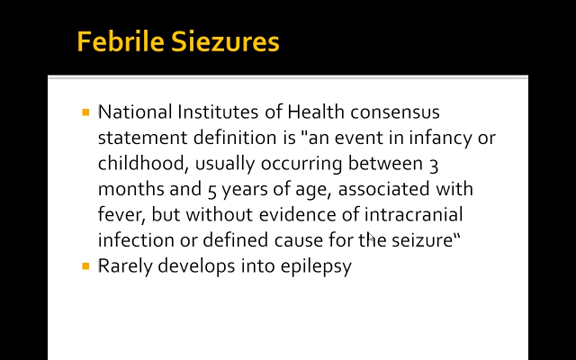 Febrile Siezures
National Institutes of Health consensus
statement definition is "an event in infancy or
childhood, usually occurring between 3
months and 5 years of age, associated with
fever, but without evidence of intracranial
infection or defined cause for the seizure“
Rarely develops into epilepsy